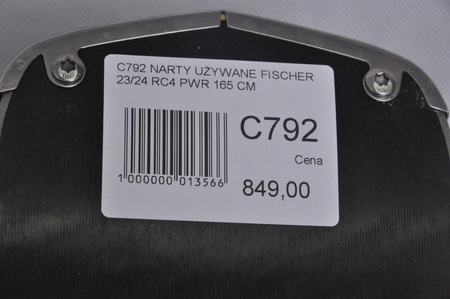 C792 NARTY UŻYWANE FISCHER
23/24 RC4 PWR 165 CM
C792
Cena
1 000000 013566
849,00